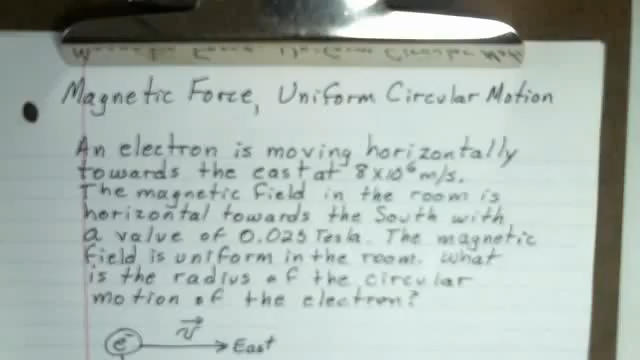 Magnetic Force, Uniform Circular Motion
An electron is moving horizontally
towards the east at 8x10⁶ m/s.
The magnetic field in the room is
horizontal towards the South with
a value of 0.025 Tesla. The magnetic
field is uniform in the room. What
is the radius of the circular
motion of the electron?
e⁻ v⃗ East